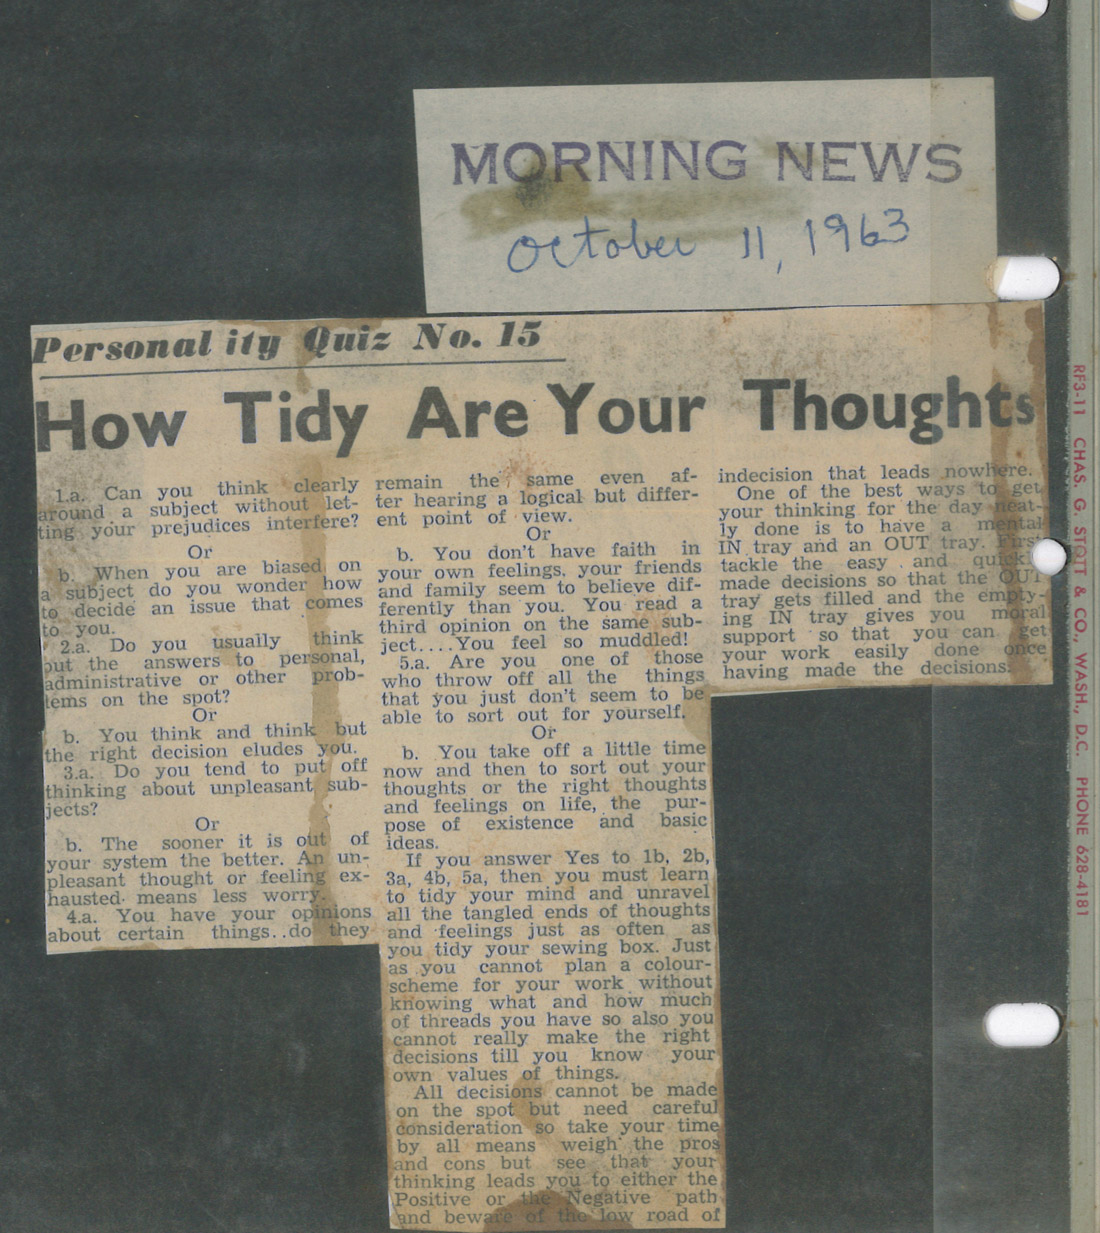 MORNING NEWS
October 11, 1963
Personality Quiz No. 15
How Tidy Are Your Thoughts
1.a. Can you think clearly
around a subject without let-
ting your prejudices interfere?
Or
b. When you are biased on
a subject do you wonder how
to decide an issue that comes
to you.
2.a. Do you usually think
out the answers to personal,
administrative or other prob-
lems on the spot?
Or
b. You think and think but
the right decision eludes you.
3.a. Do you tend to put off
thinking about unpleasant sub-
jects?
Or
b. The sooner it is out of
your system the better. An un-
pleasant thought or feeling ex-
hausted means less worry.
4.a. You have your opinions
about certain things..do they
remain the same even af-
ter hearing a logical but differ-
ent point of view.
Or
b. You don't have faith in
your own feelings, your friends
and family seem to believe dif-
ferently than you. You read a
third opinion on the same sub-
ject....You feel so muddled!
5.a. Are you one of those
who throw off all the things
that you just don't seem to be
able to sort out for yourself.
Or
b. You take off a little time
now and then to sort out your
thoughts or the right thoughts
and feelings on life, the pur-
pose of existence and basic
ideas.
If you answer Yes to 1b, 2b,
3a, 4b, 5a, then you must learn
to tidy your mind and unravel
all the tangled ends of thoughts
and feelings just as often as
you tidy your sewing box. Just
as you cannot plan a colour-
scheme for your work without
knowing what and how much
of threads you have so also you
cannot really make the right
decisions till you know your
own values of things.
All decisions cannot be made
on the spot but need careful
consideration so take your time
by all means weigh the pros
and cons but see that your
thinking leads you to either the
Positive or the Negative path
and beware of the low road of
indecision that leads nowhere.
One of the best ways to get
your thinking for the day neat-
ly done is to have a mental
IN tray and an OUT tray. First
tackle the easy and quickly
made decisions so that the OUT
tray gets filled and the empty-
ing IN tray gives you moral
support so that you can get
your work easily done once
having made the decisions.
RF3-11 CHAS. G. STOTT & CO., WASH., D.C. PHONE 628-4181